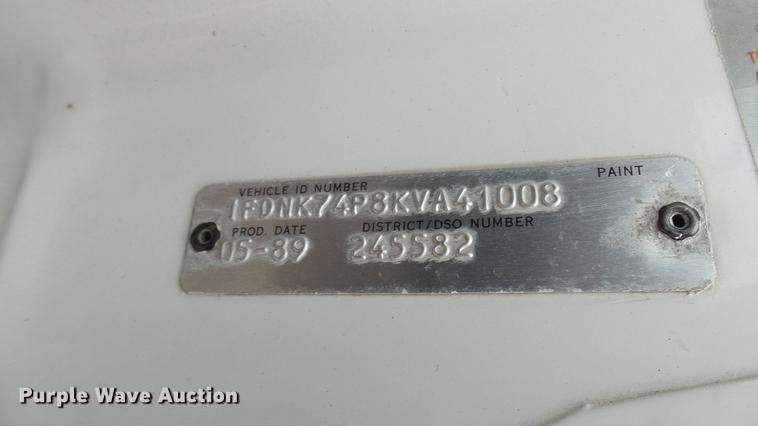 PAINT
VEHICLE ID NUMBER
1FDNK74P8KVA41008
PROD. DATE DISTRICT/DSO NUMBER
05-89 245582
Purple Wave Auction